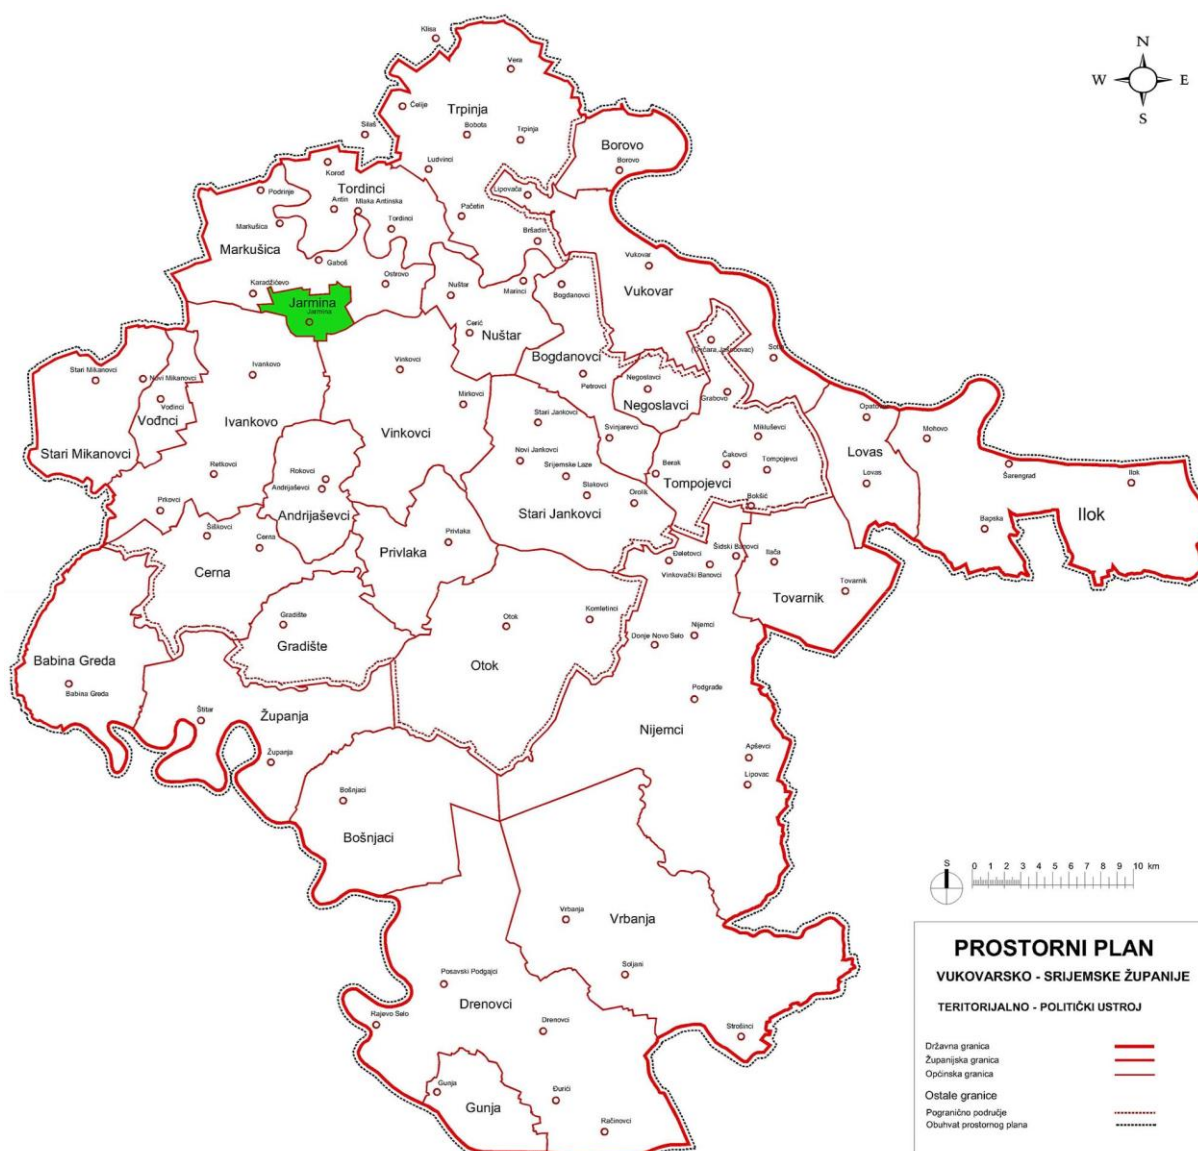 Klisa
N
Vera
W
E
Čelije
Trpinja
S
Silaš
Bobota
Trpinja
Borovo
Ludvinci
Borovo
Korođ
Podrinje
Tordinci
Lipovača
Antin
Mlaka Antinska
Pačetin
Markušica
Tordinci
Markušica
Bršadin
Gaboš
Vukovar
Karadžićevo
Ostrovo
Nuštar
Marinci
Bogdanovci
Vukovar
Jarmina
Jarmina
Cerić
Nuštar
Bogdanovci
Stari Mikanovci
Novi Mikanovci
Ivankovo
Vinkovci
Petrovci
Negoslavci
Grabovo
Vođinci
Mirkovci
Negoslavci
Opatovac
Vođnci
Ivankovo
Vinkovci
Stari Jankovci
Svinjarevci
Mikluševci
Mohovo
Stari Mikanovci
Lovas
Retkovci
Rokovci
Novi Jankovci
Srijemske Laze
Berak
Čakovci
Tompojevci
Šarengrad
Ilok
Andrijaševci
Slakovci
Tompojevci
Lovas
Prkovci
Orolik
Bokšić
Andrijaševci
Stari Jankovci
Ilok
Šiškovci
Cerna
Privlaka
Privlaka
Bapska
Đeletovci
Šidski Banovci
Ilača
Vinkovački Banovci
Cerna
Tovarnik
Tovarnik
Gradište
Otok
Komletinci
Gradište
Donje Novo Selo
Nijemci
Babina Greda
Otok
Babina Greda
Podgrađe
Štitar
Županja
Nijemci
Županja
Apševci
Lipovac
Bošnjaci
Bošnjaci
S
0 1 2 3 4 5 6 7 8 9 10 km
Vrbanja
Vrbanja
PROSTORNI PLAN
Soljani
VUKOVARSKO - SRIJEMSKE ŽUPANIJE
Posavski Podgajci
Drenovci
TERITORIJALNO - POLITIČKI USTROJ
Rajevo Selo
Drenovci
Strošinci
Državna granica
Županijska granica
Općinska granica
Gunja
Đurići
Ostale granice
Gunja
Pogranično područje
Račinovci
Obuhvat prostornog plana